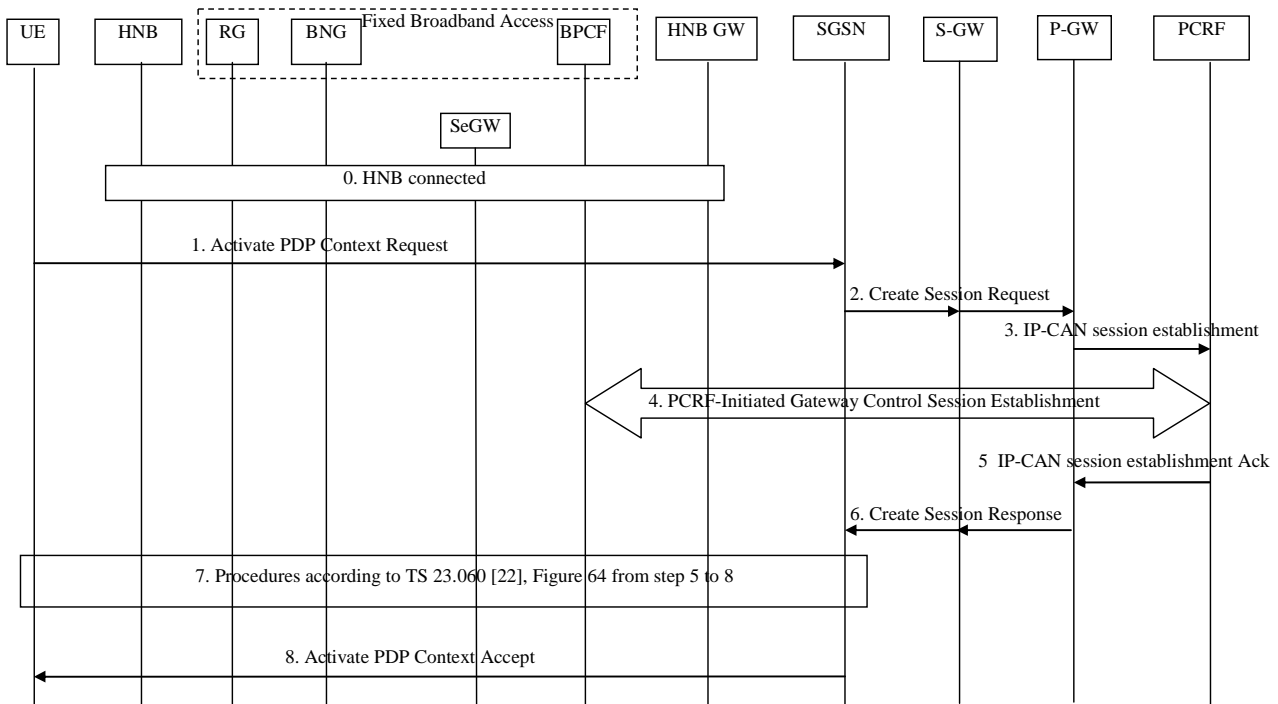 Fixed Broadband Access
UE
HNB
RG
BNG
BPCF
HNB GW
SGSN
S-GW
P-GW
PCRF
SeGW
0. HNB connected
1. Activate PDP Context Request
2. Create Session Request
3. IP-CAN session establishment
4. PCRF-Initiated Gateway Control Session Establishment
5 IP-CAN session establishment Ack
6. Create Session Response
7. Procedures according to TS 23.060 [22], Figure 64 from step 5 to 8
8. Activate PDP Context Accept